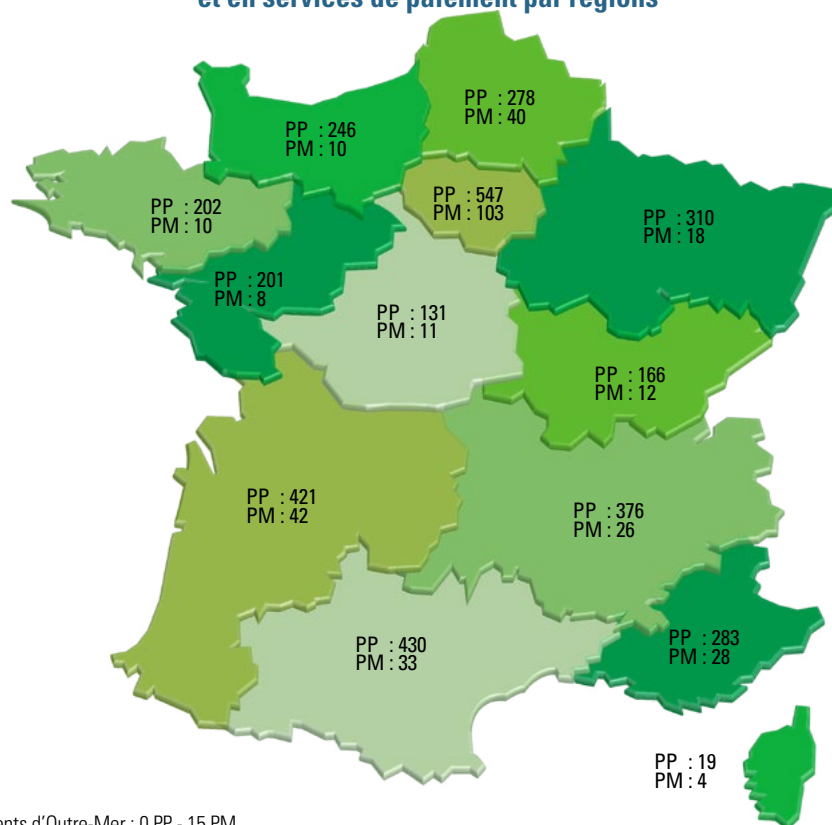 et en services de paiement par régions
PP : 278
PM : 40
PP : 246
PM : 10
PP : 547
PM : 103
PP : 202
PM : 10
PP : 310
PM : 18
PP : 201
PM : 8
PP : 131
PM : 11
PP : 166
PM : 12
PP : 421
PM : 42
PP : 376
PM : 26
PP : 430
PM : 33
PP : 283
PM : 28
PP : 19
PM : 4
d'Outre-Mer : 0 PP - 15 PM